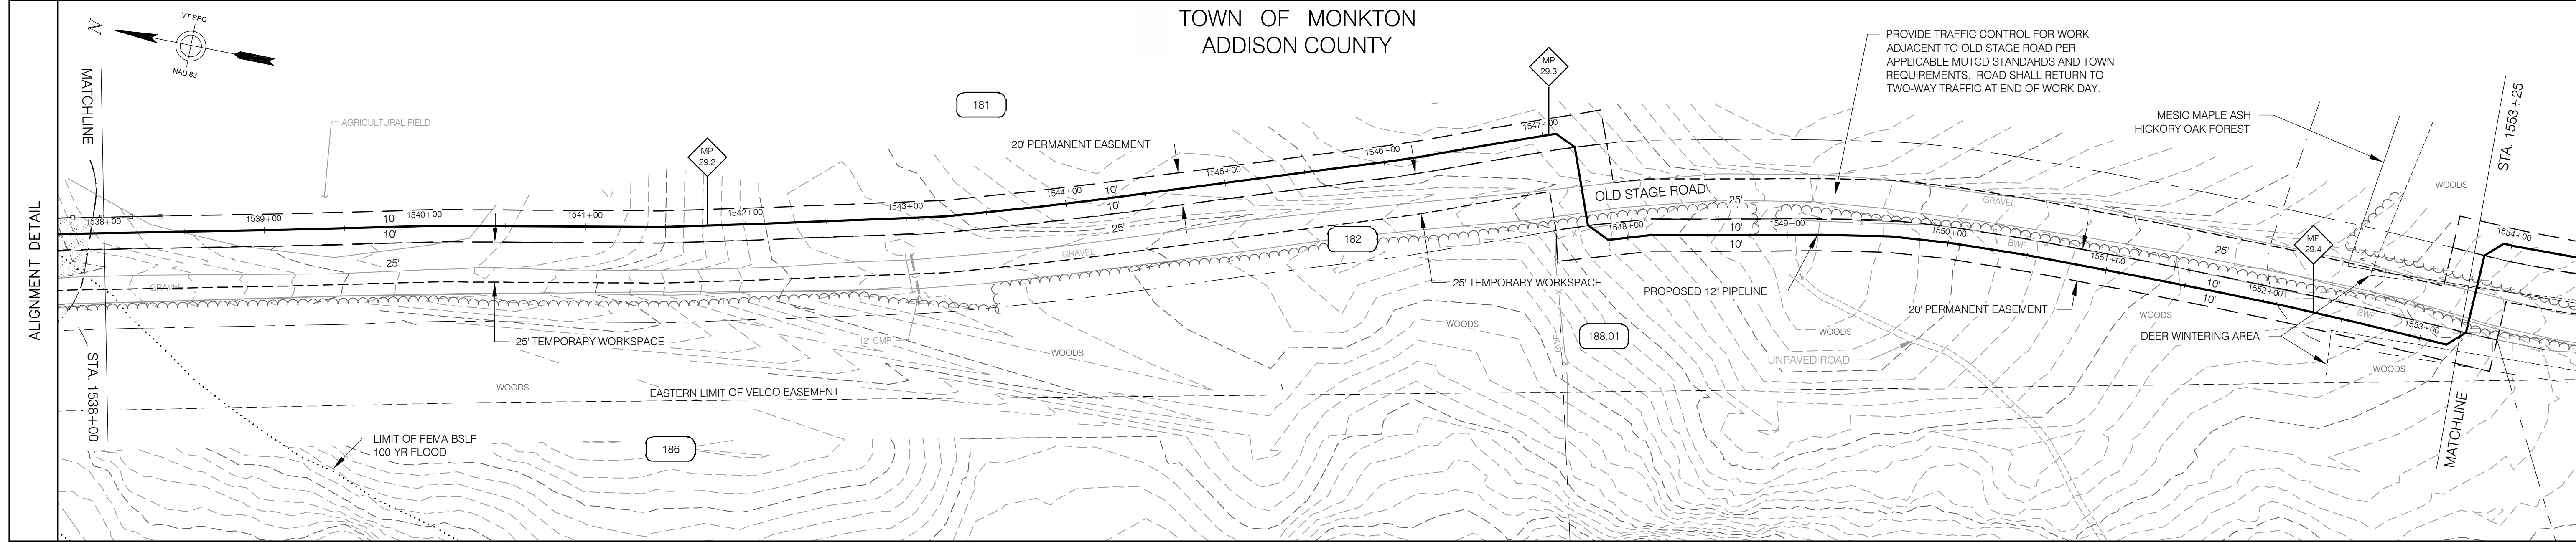 TOWN OF MONKTON
ADDISON COUNTY
VT SPC
N
NAD 83
MATCHLINE
AGRICULTURAL FIELD
181
MP
29.2
20' PERMANENT EASEMENT
MP
29.3
PROVIDE TRAFFIC CONTROL FOR WORK
ADJACENT TO OLD STAGE ROAD PER
APPLICABLE MUTCD STANDARDS AND TOWN
REQUIREMENTS. ROAD SHALL RETURN TO
TWO-WAY TRAFFIC AT END OF WORK DAY.
MESIC MAPLE ASH
HICKORY OAK FOREST
STA. 1553+25
WOODS
ALIGNMENT DETAIL
1538+00
1539+00
1540+00
1541+00
1542+00
1543+00
1544+00
1545+00
1546+00
1547+00
10'
10'
10'
10'
25'
25'
OLD STAGE ROAD
25'
GRAVEL
GRAVEL
GRAVEL
182
1548+00
1549+00
1550+00
1551+00
1552+00
1553+00
1554+00
10'
10'
BWF
25'
MP
29.4
10'
10'
BWF
25' TEMPORARY WORKSPACE
PROPOSED 12" PIPELINE
20' PERMANENT EASEMENT
WOODS
DEER WINTERING AREA
WOODS
25' TEMPORARY WORKSPACE
12" CMP
WOODS
WOODS
BWF
188.01
WOODS
UNPAVED ROAD
STA. 1538+00
WOODS
EASTERN LIMIT OF VELCO EASEMENT
LIMIT OF FEMA BSLF
100-YR FLOOD
186
MATCHLINE